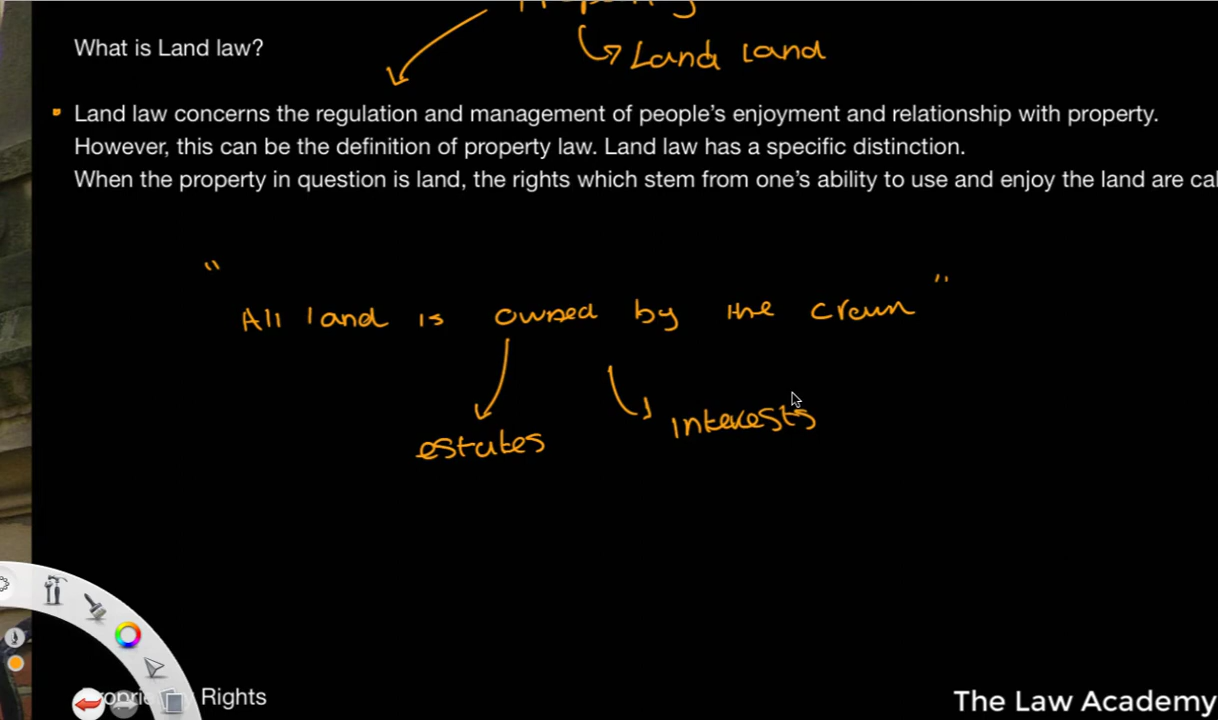 What is Land law?
Land Land
Land law concerns the regulation and management of people's enjoyment and relationship with property.
However, this can be the definition of property law. Land law has a specific distinction.
When the property in question is land, the rights which stem from one's ability to use and enjoy the land are cal
"All land is owned by the crown"
estates
interests
Rights
The Law Academy